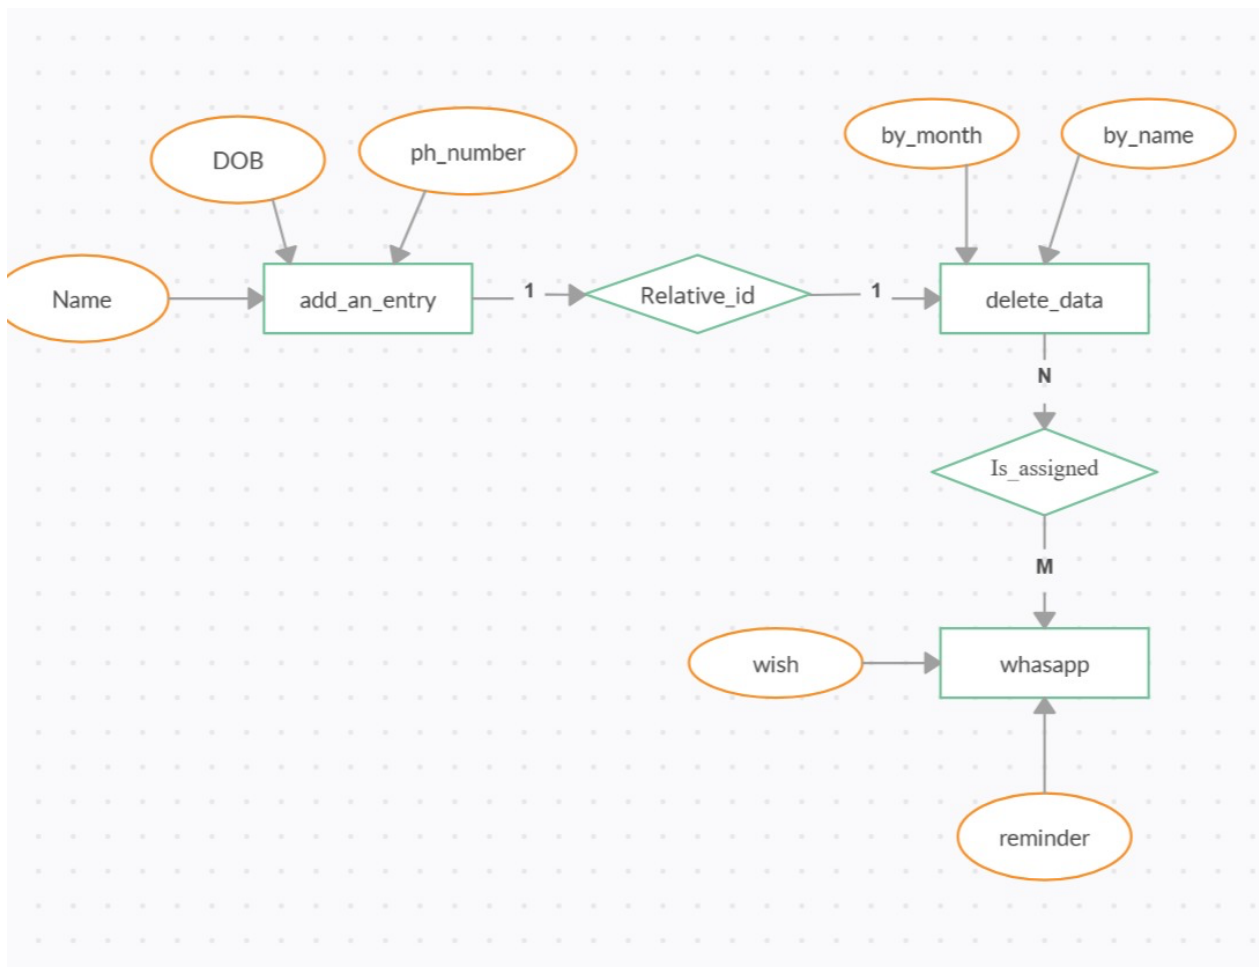 DOB
ph_number
by_month
by_name
Name
add_an_entry
1
Relative_id
1
delete_data
N
Is_assigned
M
wish
whasapp
reminder